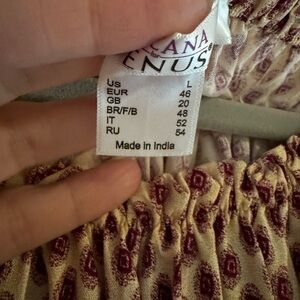 CANA
ENUS
US L
EUR 46
GB 20
BR/F/B 48
IT 52
RU 54
Made in India